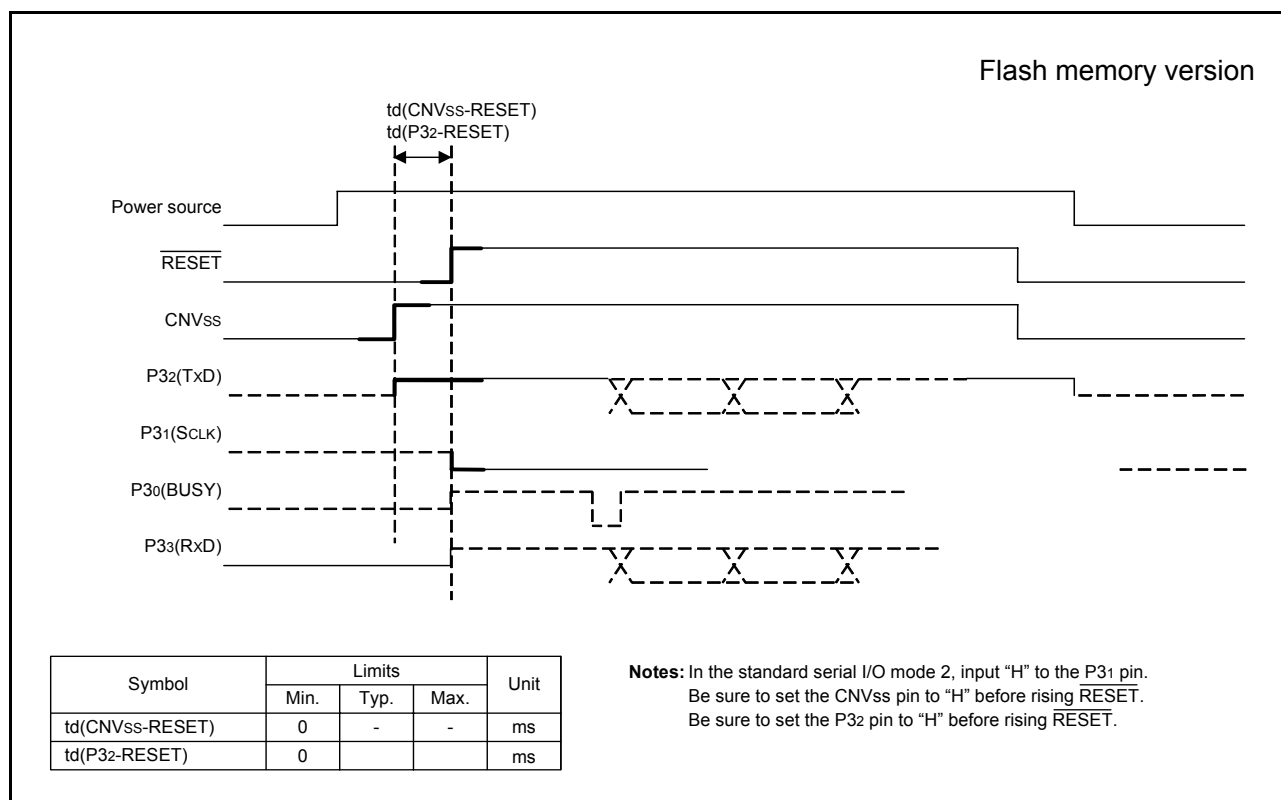 Flash memory version
td(CNVSS-RESET)
td(P32-RESET)
Power source
RESET
CNVSS
P32(TxD)
P31(SCLK)
P30(BUSY)
P33(RxD)
Symbol Limits Unit
Min. Typ. Max.
td(CNVSS-RESET) 0 - - ms
td(P32-RESET) 0 ms
Notes: In the standard serial I/O mode 2, input “H” to the P31 pin.
Be sure to set the CNVss pin to “H” before rising RESET.
Be sure to set the P32 pin to “H” before rising RESET.